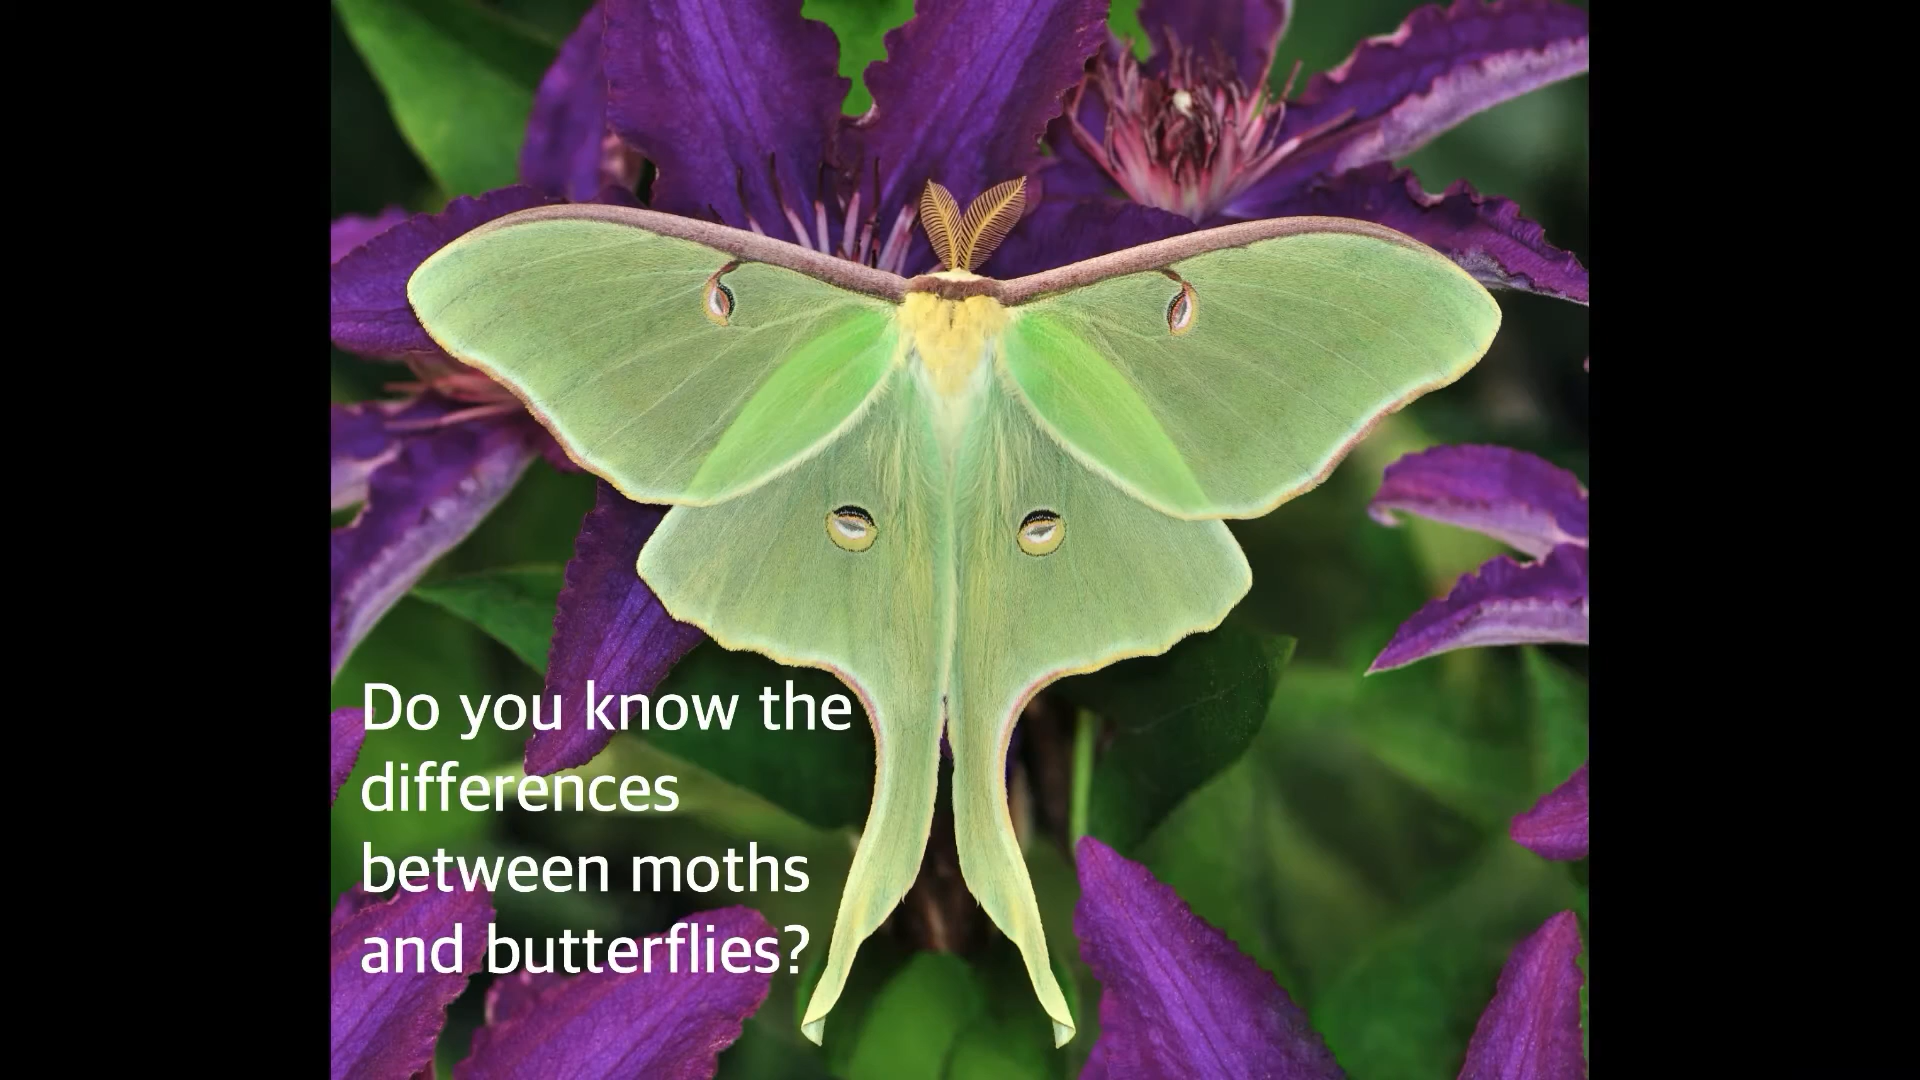 Do you know the
differences
between moths
and butterflies?